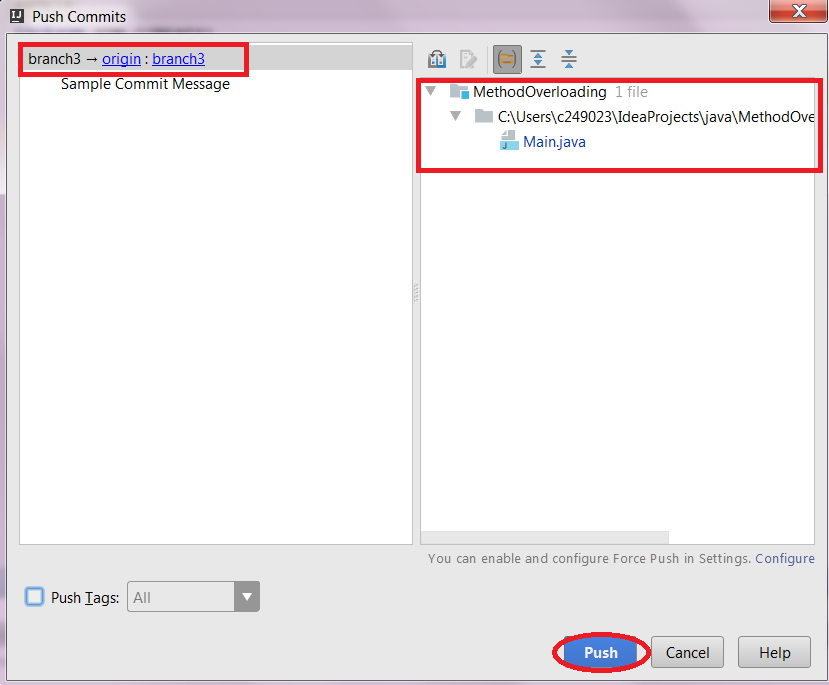 Push Commits
branch3 → origin : branch3
Sample Commit Message
MethodOverloading 1 file
C:\Users\c249023\IdeaProjects\java\MethodOve
Main.java
You can enable and configure Force Push in Settings. Configure
Push Tags: All
Push Cancel Help